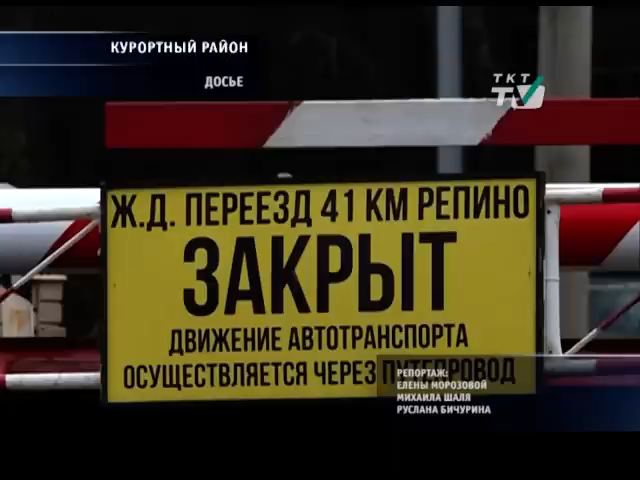 КУРОРТНЫЙ РАЙОН
ДОСЬЕ
ТКТ
TV
Ж.Д. ПЕРЕЕЗД 41 КМ РЕПИНО
ЗАКРЫТ
ДВИЖЕНИЕ АВТОТРАНСПОРТА
ОСУЩЕСТВЛЯЕТСЯ ЧЕРЕЗ ПУТЕПРОВОД
РЕПОРТАЖ:
ЕЛЕНЫ МОРОЗОВОЙ
МИХАИЛА ШАЛЯ
РУСЛАНА БИЧУРИНА